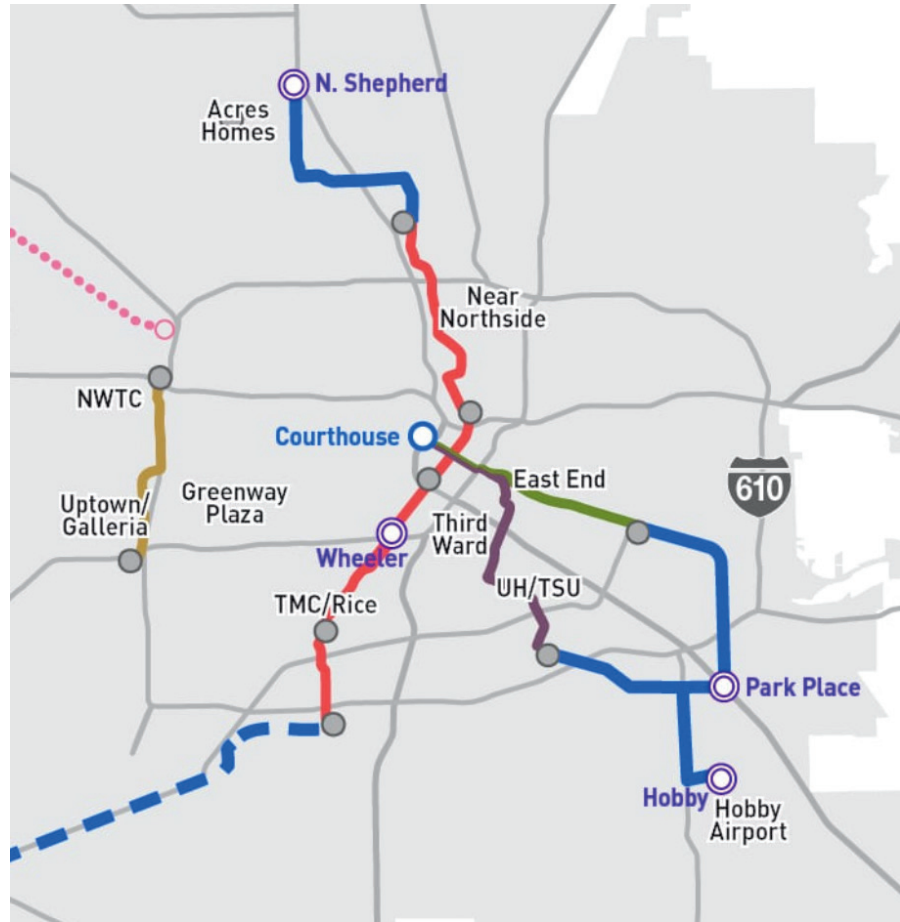 N. Shepherd
Acres
Homes
Near
Northside
NWTC
Courthouse
Uptown/
Galleria
Greenway
Plaza
East End
610
Third
Ward
Wheeler
TMC/Rice
UH/TSU
Park Place
Hobby
Hobby
Airport